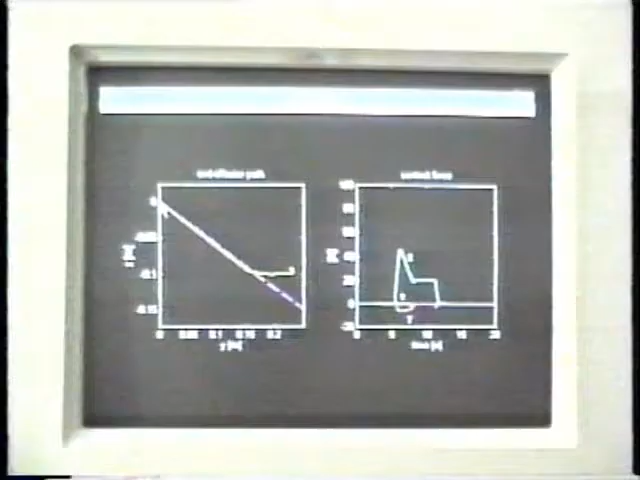 end-effector path
contact force
0
-0.05
-0.1
-0.15
0 0.05 0.1 0.15 0.2
y [m]
100
80
60
40
20
0
-20
0 5 10 15 20
time [s]
z
x
y